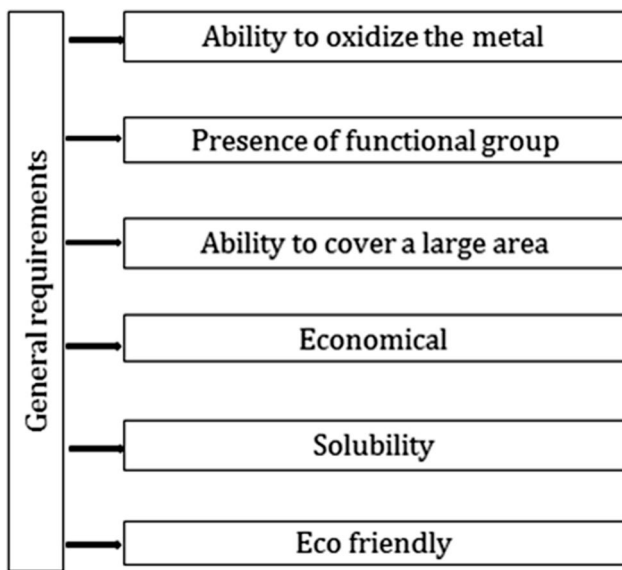 General requirements
Ability to oxidize the metal
Presence of functional group
Ability to cover a large area
Economical
Solubility
Eco friendly